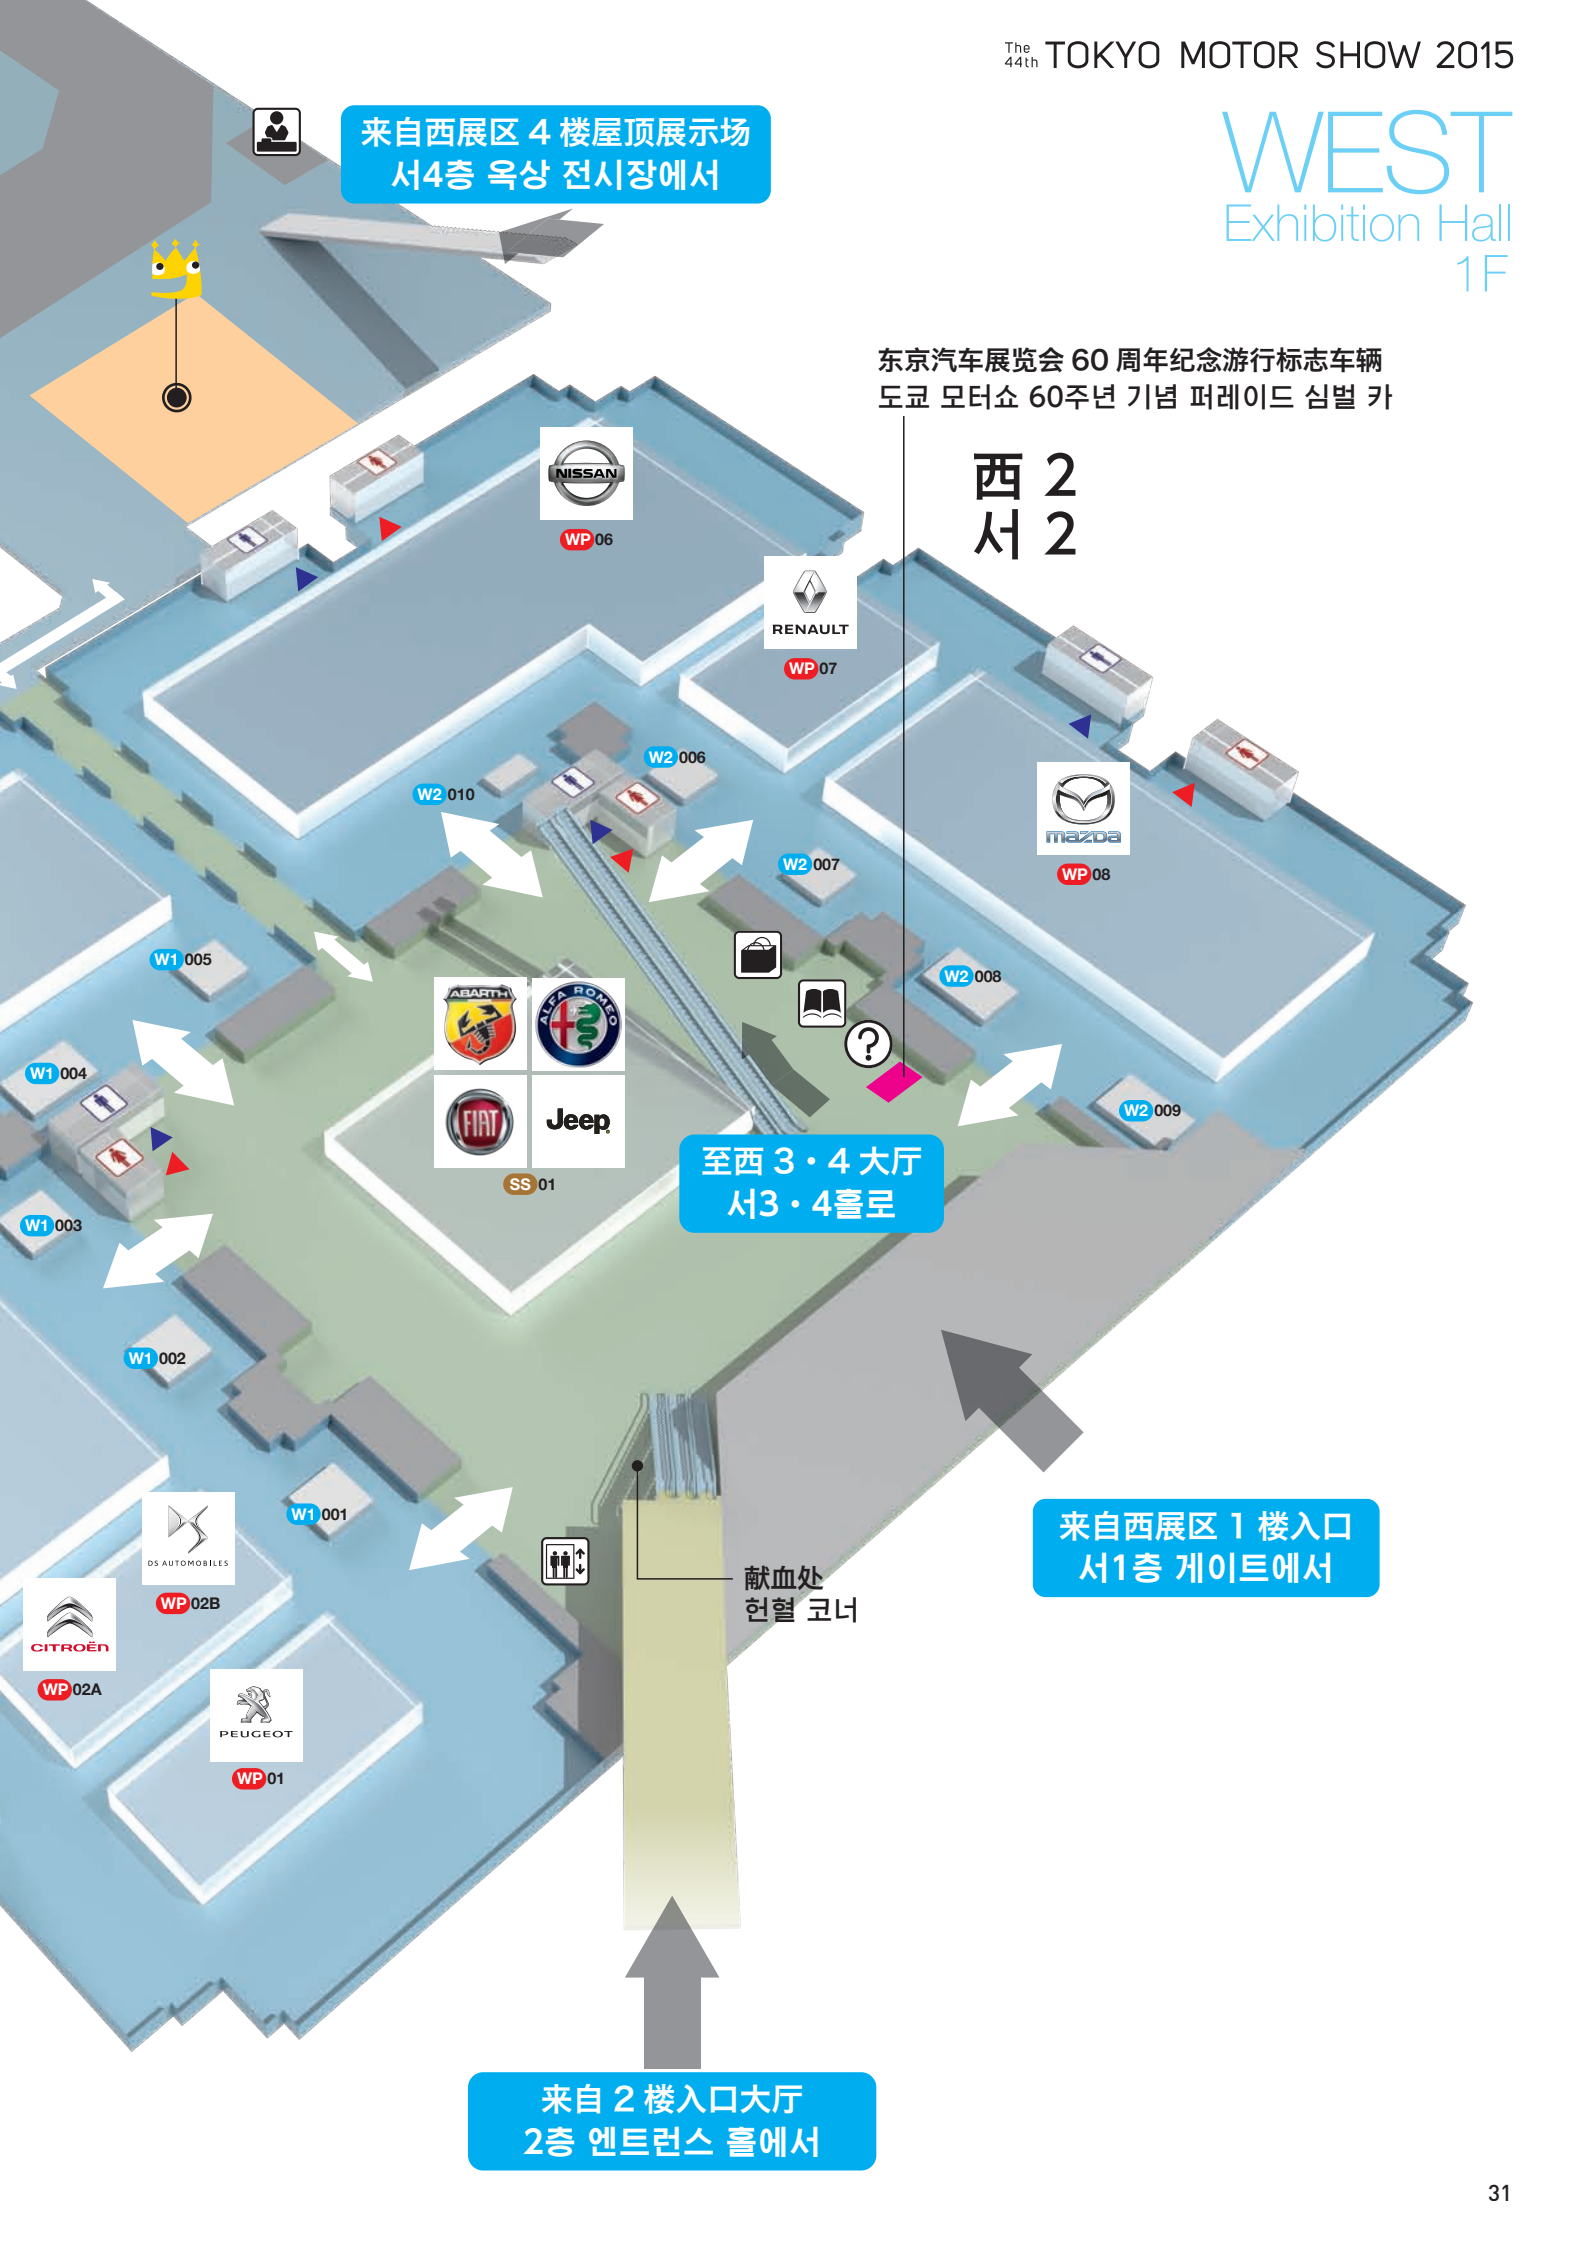 The 44th TOKYO MOTOR SHOW 2015
WEST
Exhibition Hall
1F
来自西展区 4 楼屋顶展示场
서4층 옥상 전시장에서
东京汽车展览会 60 周年纪念游行标志车辆
도쿄 모터쇼 60주년 기념 퍼레이드 심벌 카
西 2
서 2
NISSAN
WP 06
RENAULT
WP 07
W2 006
W2 010
mazda
WP 08
W2 007
W1 005
W2 008
ABARTH
ALFA ROMEO
W1 004
FIAT
Jeep
W2 009
SS 01
至西 3・4 大厅
서3・4홀로
W1 003
W1 002
W1 001
DS AUTOMOBILES
WP 02B
来自西展区 1 楼入口
서1층 게이트에서
献血处
헌혈 코너
CITROËN
WP 02A
PEUGEOT
WP 01
来自 2 楼入口大厅
2층 엔트런스 홀에서
31